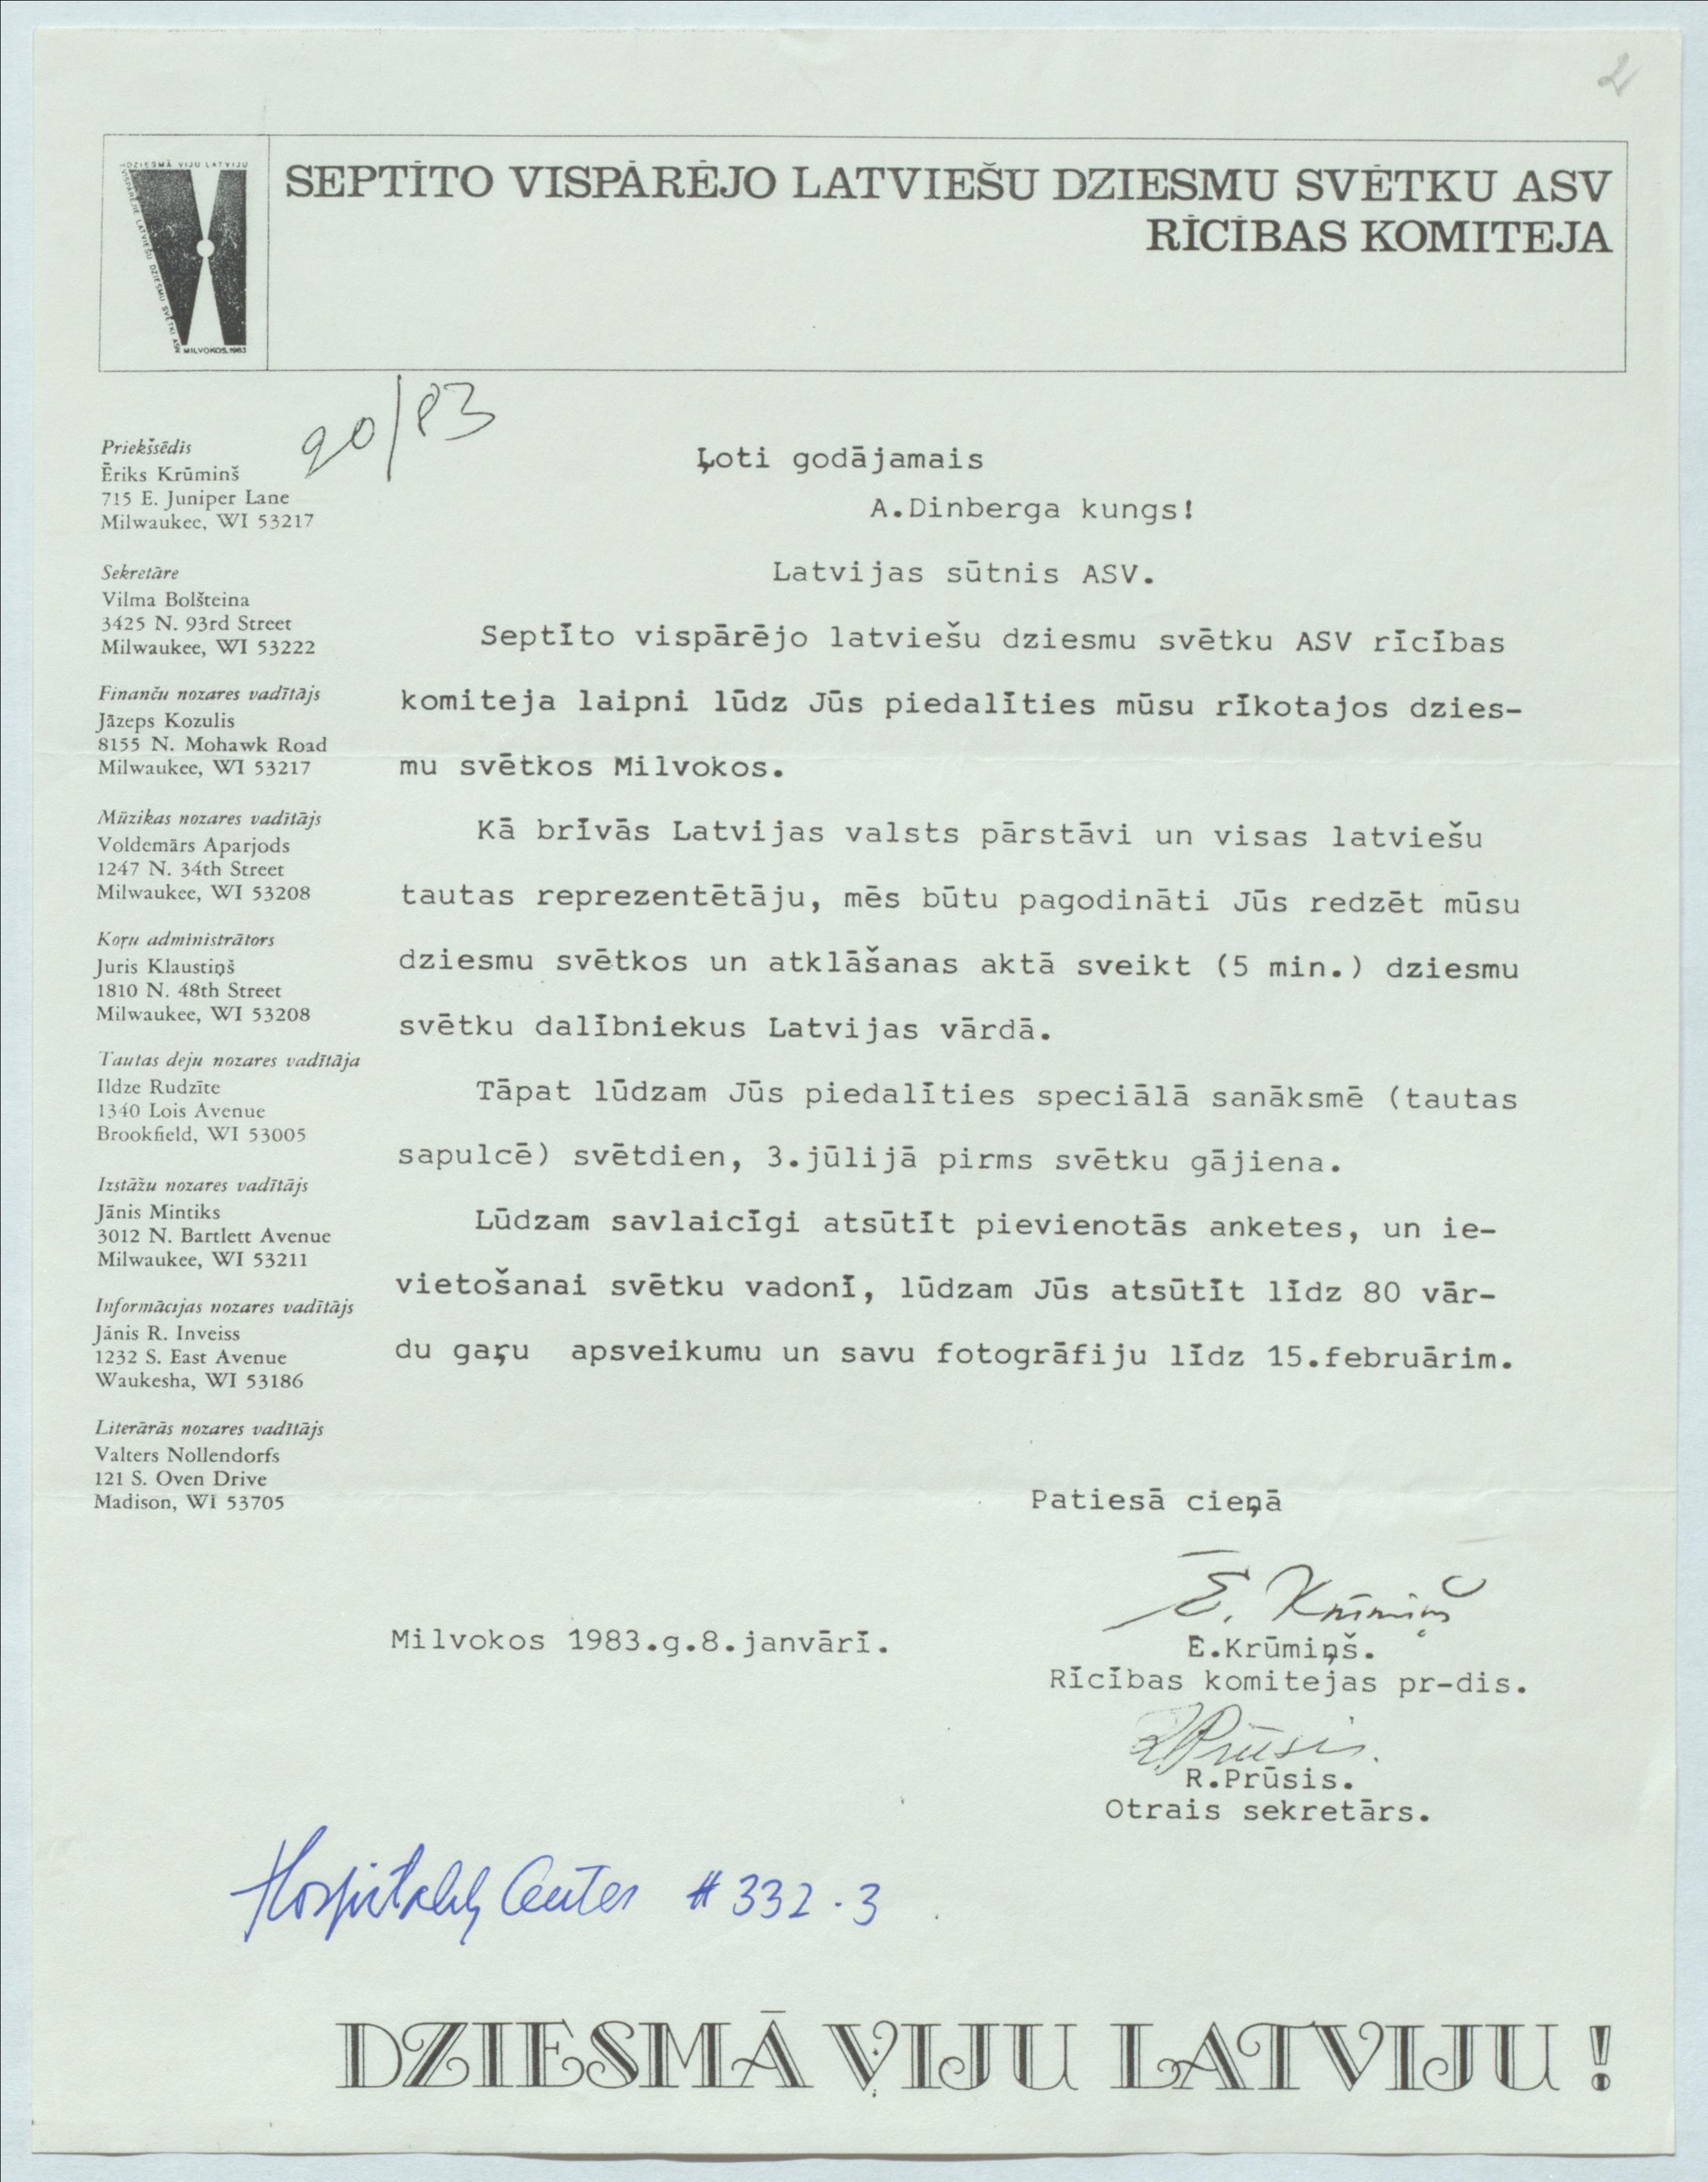 2
DZIESMĀ VIJU LATVIJU
VISPĀRĒJIE LATVIEŠU DZIESMU SVĒTKI ASV
MILVOKOS, 1983
SEPTĪTO VISPĀRĒJO LATVIEŠU DZIESMU SVĒTKU ASV
RĪCĪBAS KOMITEJA
90/83
Priekšsēdis
Ēriks Krūminš
715 E. Juniper Lane
Milwaukee, WI 53217
Sekretāre
Vilma Bolšteina
3425 N. 93rd Street
Milwaukee, WI 53222
Finanču nozares vadītājs
Jāzeps Kozulis
8155 N. Mohawk Road
Milwaukee, WI 53217
Mūzikas nozares vadītājs
Voldemārs Aparjods
1247 N. 34th Street
Milwaukee, WI 53208
Koŗu administrātors
Juris Klaustiņš
1810 N. 48th Street
Milwaukee, WI 53208
Tautas deju nozares vadītāja
Ildze Rudzīte
1340 Lois Avenue
Brookfield, WI 53005
Izstāžu nozares vadītājs
Jānis Mintiks
3012 N. Bartlett Avenue
Milwaukee, WI 53211
Informācijas nozares vadītājs
Jānis R. Inveiss
1232 S. East Avenue
Waukesha, WI 53186
Literārās nozares vadītājs
Valters Nollendorfs
121 S. Oven Drive
Madison, WI 53705
Ļoti godājamais
A.Dinberga kungs!
Latvijas sūtnis ASV.
Septīto vispārējo latviešu dziesmu svētku ASV rīcības
komiteja laipni lūdz Jūs piedalīties mūsu rīkotajos dzies-
mu svētkos Milvokos.
Kā brīvās Latvijas valsts pārstāvi un visas latviešu
tautas reprezentētāju, mēs būtu pagodināti Jūs redzēt mūsu
dziesmu svētkos un atklāšanas aktā sveikt (5 min.) dziesmu
svētku dalībniekus Latvijas vārdā.
Tāpat lūdzam Jūs piedalīties speciālā sanāksmē (tautas
sapulcē) svētdien, 3.jūlijā pirms svētku gājiena.
Lūdzam savlaicīgi atsūtīt pievienotās anketes, un ie-
vietošanai svētku vadonī, lūdzam Jūs atsūtīt līdz 80 vār-
du gaŗu apsveikumu un savu fotogrāfiju līdz 15.februārim.
Patiesā cieņā
Ē. Krūmiņš
Milvokos 1983.g.8.janvārī.
Ē.Krūmiņš.
Rīcības komitejas pr-dis.
R.Prūsis.
R.Prūsis.
Otrais sekretārs.
Hospitality Center # 332-3
DZIESMĀ VIJU LATVIJU !